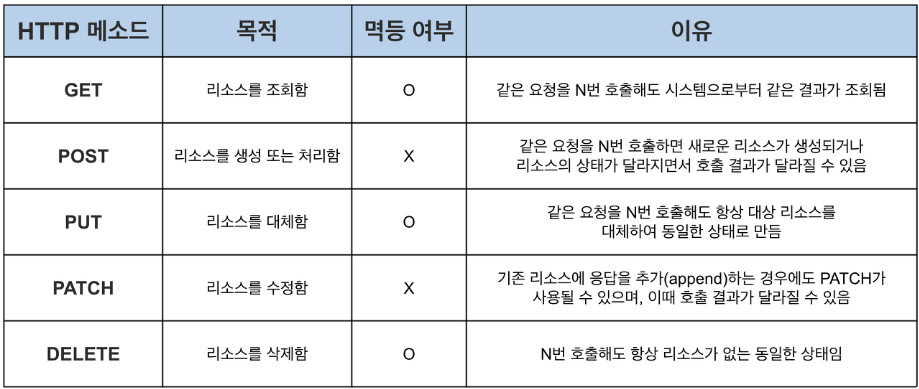 HTTP 메소드 목적 멱등 여부 이유
GET 리소스를 조회함 O 같은 요청을 N번 호출해도 시스템으로부터 같은 결과가 조회됨
POST 리소스를 생성 또는 처리함 X 같은 요청을 N번 호출하면 새로운 리소스가 생성되거나
리소스의 상태가 달라지면서 호출 결과가 달라질 수 있음
PUT 리소스를 대체함 O 같은 요청을 N번 호출해도 항상 대상 리소스를
대체하여 동일한 상태로 만듬
PATCH 리소스를 수정함 X 기존 리소스에 응답을 추가(append)하는 경우에도 PATCH가
사용될 수 있으며, 이때 호출 결과가 달라질 수 있음
DELETE 리소스를 삭제함 O N번 호출해도 항상 리소스가 없는 동일한 상태임